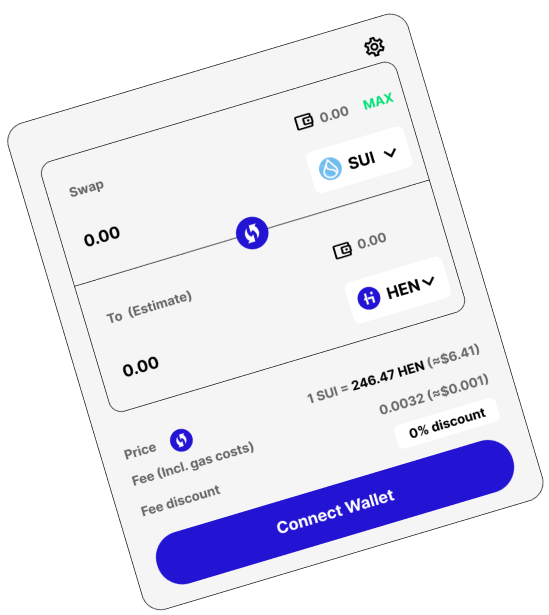 0.00 MAX
Swap
SUI
0.00
0.00
To (Estimate)
HEN
0.00
Price 1 SUI = 246.47 HEN (≈$6.41)
Fee (Incl. gas costs) 0.0032 (≈$0.001)
Fee discount 0% discount
Connect Wallet